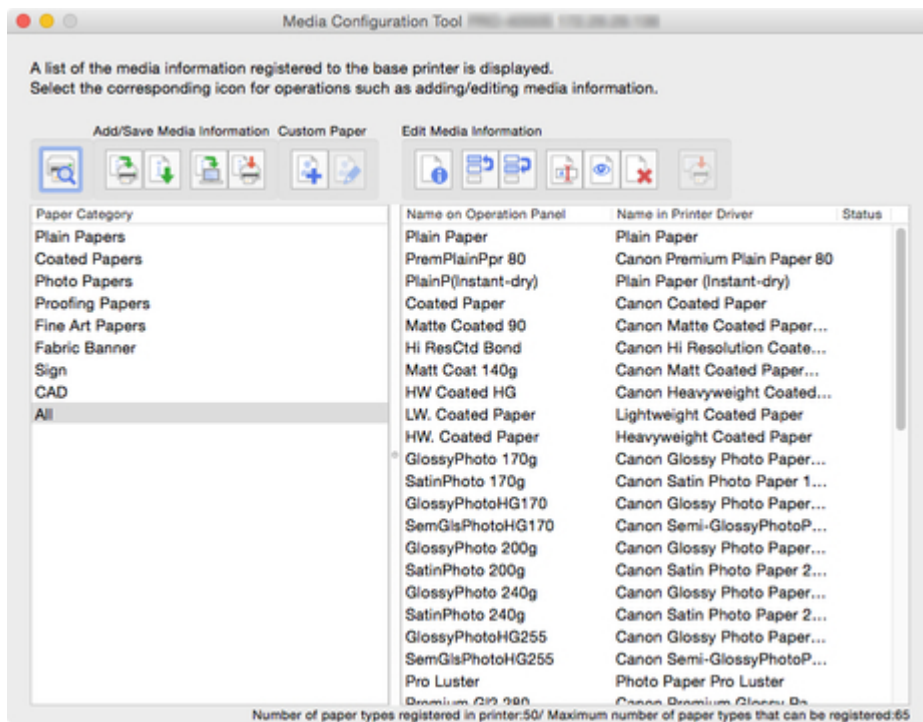 Media Configuration Tool
A list of the media information registered to the base printer is displayed.
Select the corresponding icon for operations such as adding/editing media information.
Add/Save Media Information Custom Paper Edit Media Information
Paper Category
Plain Papers
Coated Papers
Photo Papers
Proofing Papers
Fine Art Papers
Fabric Banner
Sign
CAD
All
Name on Operation Panel Name in Printer Driver Status
Plain Paper Plain Paper
PremPlainPpr 80 Canon Premium Plain Paper 80
PlainP(Instant-dry) Plain Paper (Instant-dry)
Coated Paper Canon Coated Paper
Matte Coated 90 Canon Matte Coated Paper...
Hi ResCtd Bond Canon Hi Resolution Coate...
Matt Coat 140g Canon Matt Coated Paper...
HW Coated HG Canon Heavyweight Coated...
LW. Coated Paper Lightweight Coated Paper
HW. Coated Paper Heavyweight Coated Paper
GlossyPhoto 170g Canon Glossy Photo Paper...
SatinPhoto 170g Canon Satin Photo Paper 1...
GlossyPhotoHG170 Canon Glossy Photo Paper...
SemGlsPhotoHG170 Canon Semi-GlossyPhotoP...
GlossyPhoto 200g Canon Glossy Photo Paper...
SatinPhoto 200g Canon Satin Photo Paper 2...
GlossyPhoto 240g Canon Glossy Photo Paper...
SatinPhoto 240g Canon Satin Photo Paper 2...
GlossyPhotoHG255 Canon Glossy Photo Paper...
SemGlsPhotoHG255 Canon Semi-GlossyPhotoP...
Pro Luster Photo Paper Pro Luster
Premium Gl2 280 Canon Premium Glossy Pa...
Number of paper types registered in printer:50/ Maximum number of paper types that can be registered:65